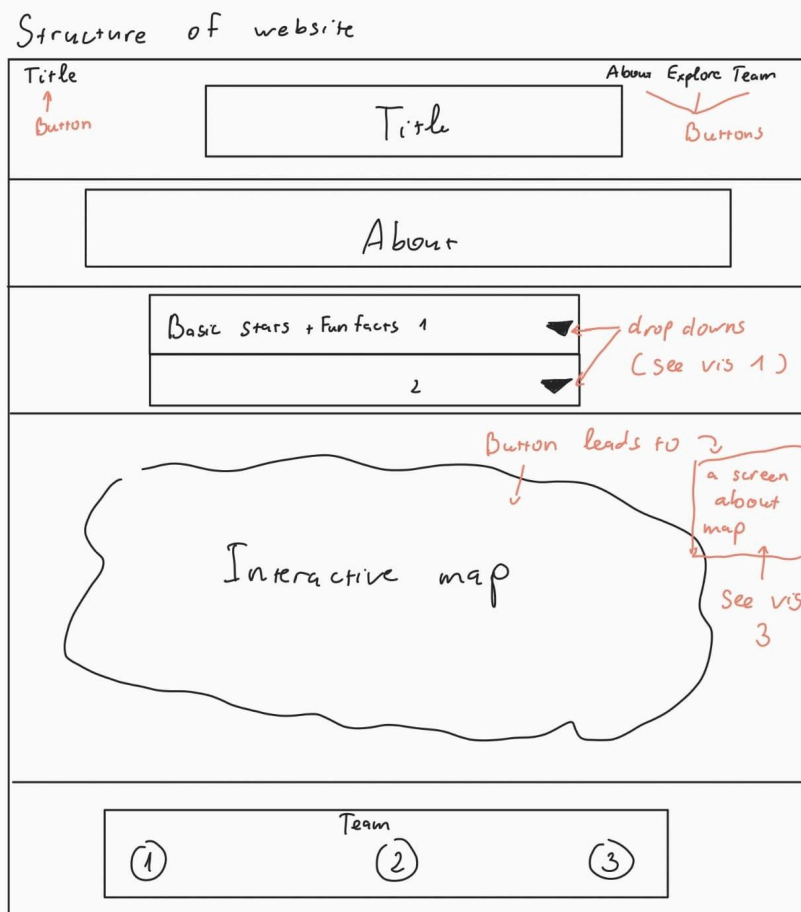 Structure of website
Title
About Explore Team
Button
Title
Buttons
About
Basic stars + Fun facts 1
drop downs
(see vis 1)
2
Button leads to
a screen
about
map
Interactive map
See vis
3
Team
1 2 3